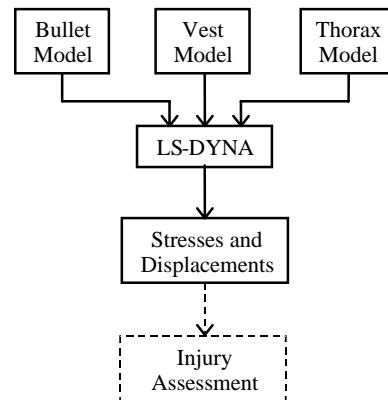 Bullet
Model
Vest
Model
Thorax
Model
LS-DYNA
Stresses and
Displacements
Injury
Assessment